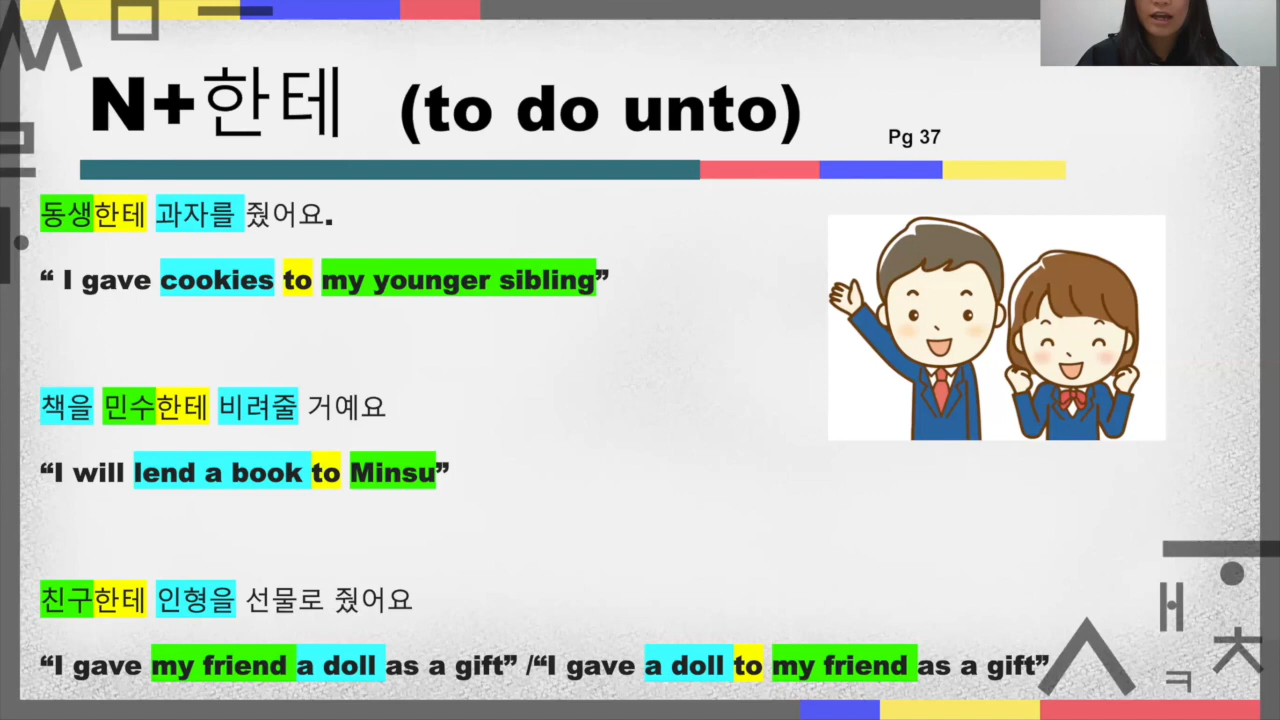 N+한테 (to do unto)
Pg 37
동생한테 과자를 줬어요.
“ I gave cookies to my younger sibling”
책을 민수한테 비려줄 거예요
“I will lend a book to Minsu”
친구한테 인형을 선물로 줬어요
“I gave my friend a doll as a gift” /“I gave a doll to my friend as a gift”